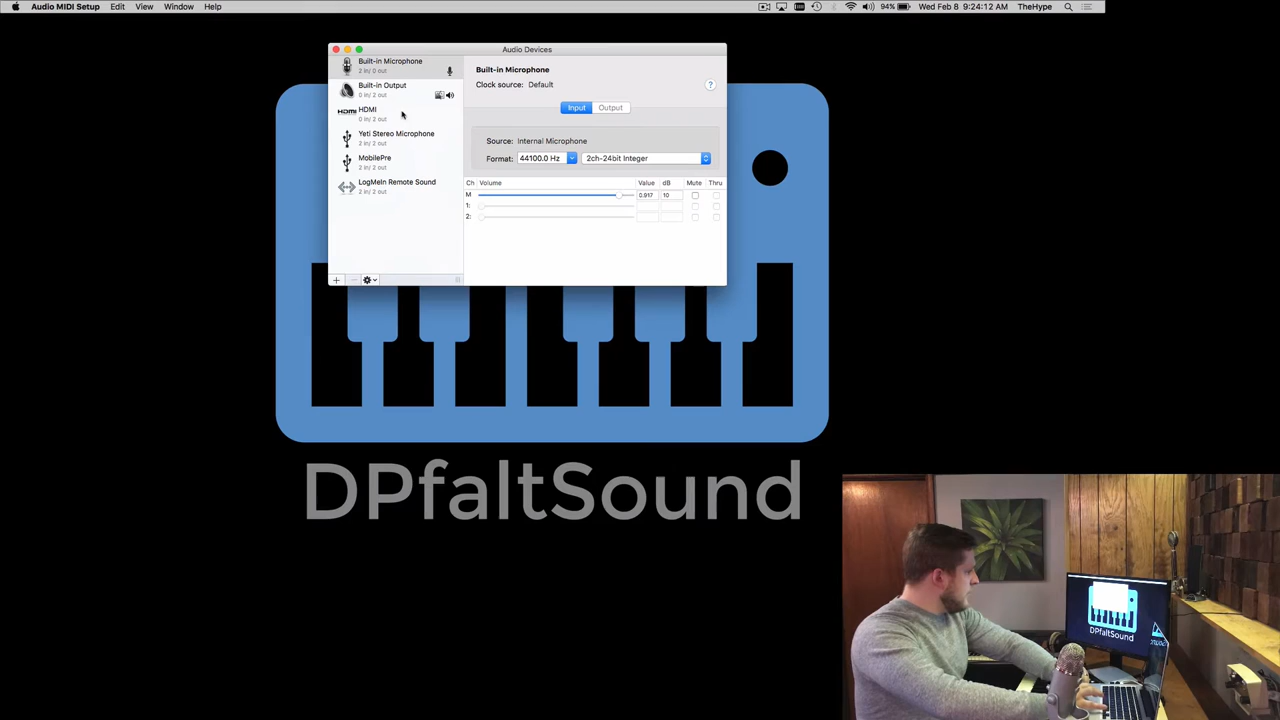 Audio MIDI Setup Edit View Window Help 94% Wed Feb 8 9:24:12 AM TheHype
Audio Devices
Built-in Microphone
2 in/ 0 out
Built-in Output
0 in/ 2 out
HDMI
0 in/ 2 out
Yeti Stereo Microphone
2 in/ 2 out
MobilePre
2 in/ 2 out
LogMeIn Remote Sound
2 in/ 2 out
Built-in Microphone
Clock source: Default
?
Input Output
Source: Internal Microphone
Format: 44100.0 Hz 2ch-24bit Integer
Ch Volume Value dB Mute Thru
M 0.917 10
1:
2:
DPfaltSound
DPfaltSound